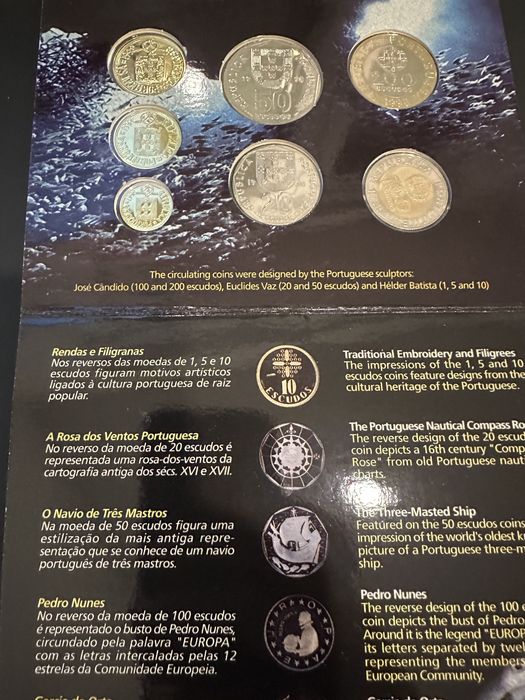 50
ESCUDOS
The circulating coins were designed by the Portuguese sculptors:
José Cândido (100 and 200 escudos), Euclides Vaz (20 and 50 escudos) and Hélder Batista (1, 5 and 10)
Rendas e Filigranas
Nos reversos das moedas de 1, 5 e 10
escudos figuram motivos artísticos
ligados à cultura portuguesa de raiz
popular.
10
ESCUDOS
Traditional Embroidery and Filigrees
The impressions of the 1, 5 and 10
escudos coins feature designs from the
cultural heritage of the Portuguese.
A Rosa dos Ventos Portuguesa
No reverso da moeda de 20 escudos é
representada uma rosa-dos-ventos da
cartografia antiga dos sécs. XVI e XVII.
The Portuguese Nautical Compass Ro
The reverse design of the 20 escud
coin depicts a 16th century "Comp
Rose" from old Portuguese naut
charts.
O Navio de Três Mastros
Na moeda de 50 escudos figura uma
estilização da mais antiga repre-
sentação que se conhece de um navio
português de três mastros.
The Three-Masted Ship
Featured on the 50 escudos coins
impression of the world's oldest k
picture of a Portuguese three-m
ship.
Pedro Nunes
No reverso da moeda de 100 escudos
é representado o busto de Pedro Nunes,
circundado pela palavra "EUROPA"
com as letras intercaladas pelas 12
estrelas da Comunidade Europeia.
Pedro Nunes
The reverse design of the 100 e
coin depicts the bust of Pedro
Around it is the legend "EUROP
its letters separated by twel
representing the members
European Community.